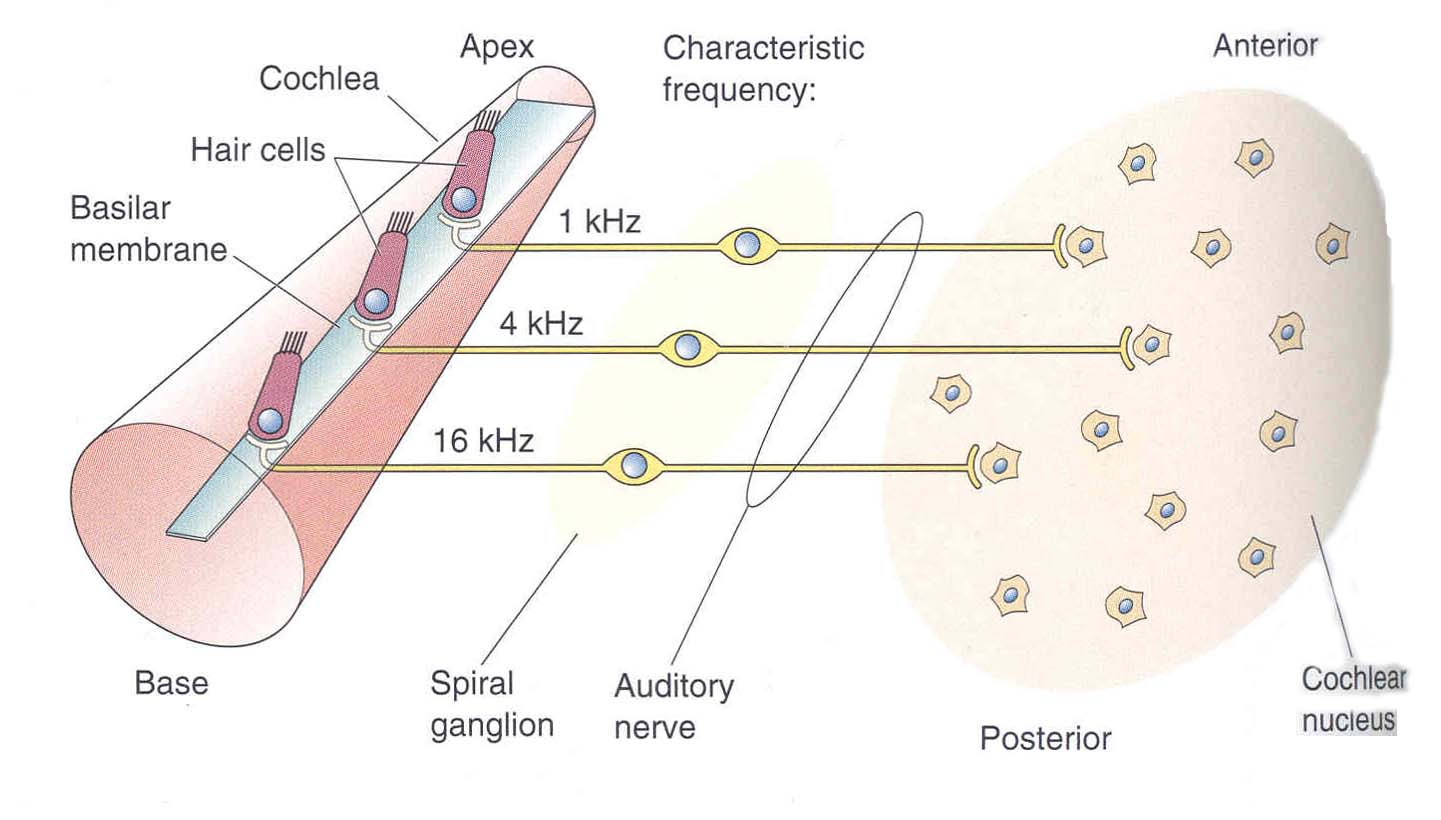 Apex
Characteristic
frequency:
Anterior
Cochlea
Hair cells
Basilar
membrane
1 kHz
4 kHz
16 kHz
Base
Spiral
ganglion
Auditory
nerve
Posterior
Cochlear
nucleus